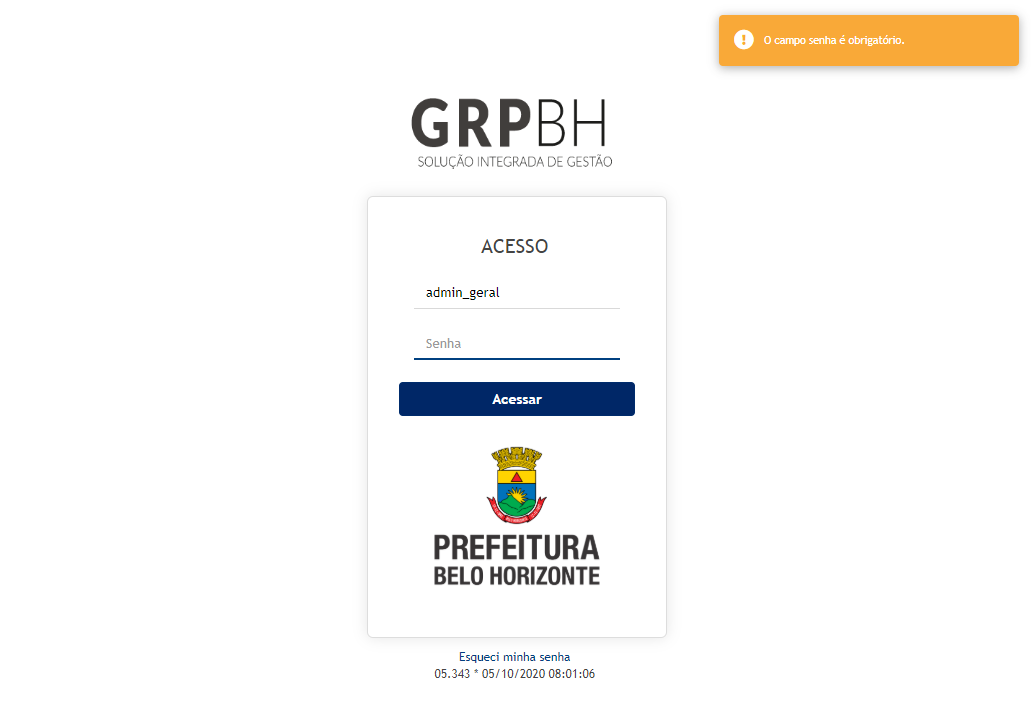 O campo senha é obrigatório.
GRPBH
SOLUÇÃO INTEGRADA DE GESTÃO
ACESSO
admin_geral
Senha
Acessar
PREFEITURA
BELO HORIZONTE
Esqueci minha senha
05.343 * 05/10/2020 08:01:06